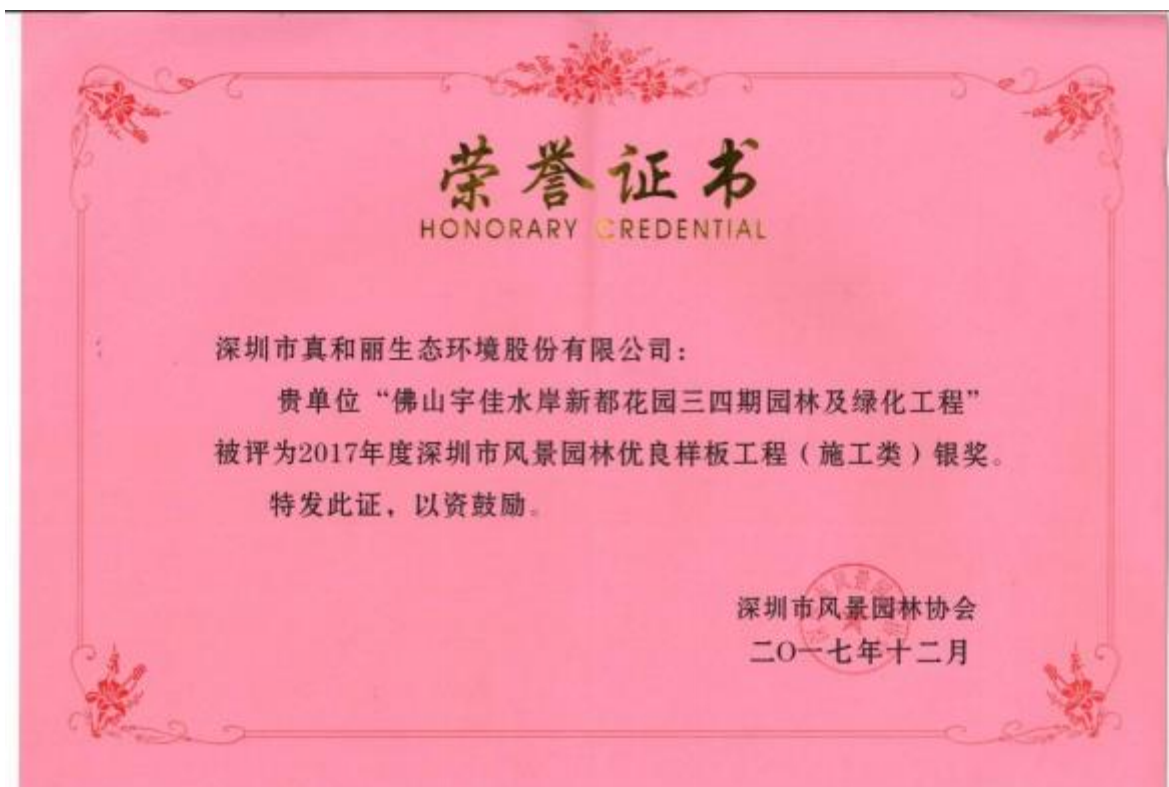 荣誉证书
HONORARY CREDENTIAL
深圳市真和丽生态环境股份有限公司：
贵单位“佛山宇佳水岸新都花园三四期园林及绿化工程”
被评为2017年度深圳市风景园林优良样板工程（施工类）银奖。
特发此证，以资鼓励。
深圳市风景园林协会
二〇一七年十二月